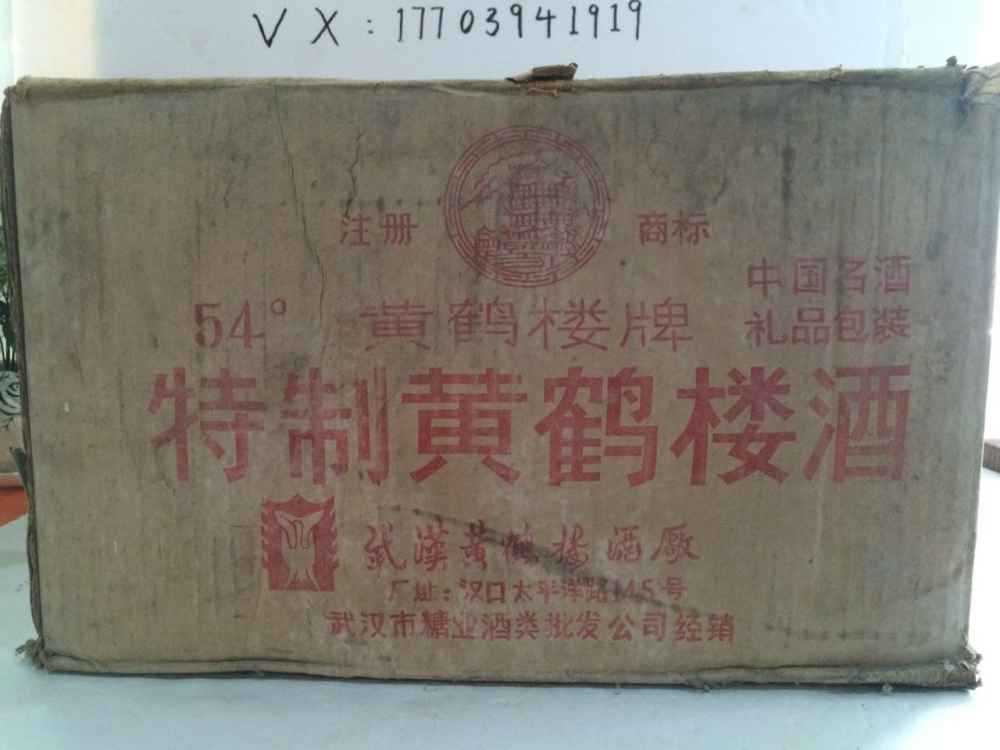 VX:17703941919
注册 商标
中国名酒
54° 黄鹤楼牌 礼品包装
特制黄鹤楼酒
武汉黄鹤楼酒厂
厂址:汉口太平洋路145号
武汉市糖业酒类批发公司经销